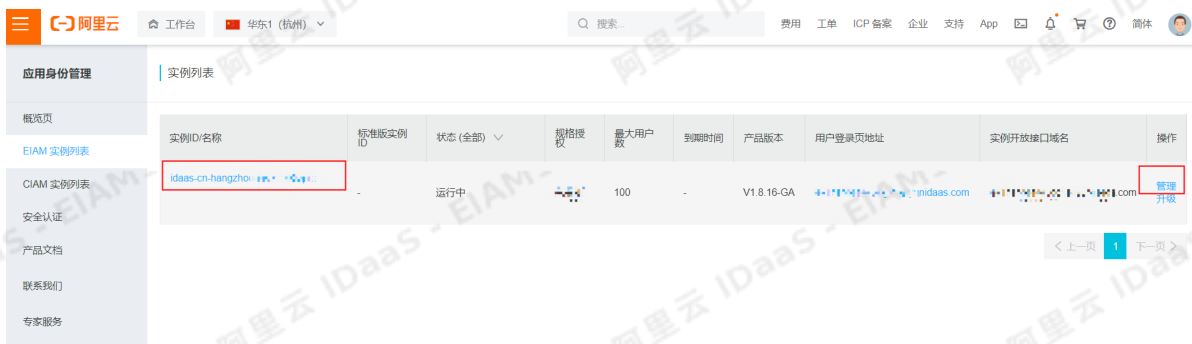 阿里云 工作台 华东1（杭州） 搜索... 费用 工单 ICP 备案 企业 支持 App 简体
应用身份管理
实例列表
概览页
EIAM 实例列表
CIAM 实例列表
安全认证
产品文档
联系我们
专家服务
实例ID/名称 标准版实例ID 状态 (全部) 规格授权 最大用户数 到期时间 产品版本 用户登录页地址 实例开放接口域名 操作
idaas-cn-hangzhou - 运行中 100 - V1.8.16-GA nidaas.com .com 管理
升级
上一页 1 下一页
阿里云 IDaaS - EIAM-